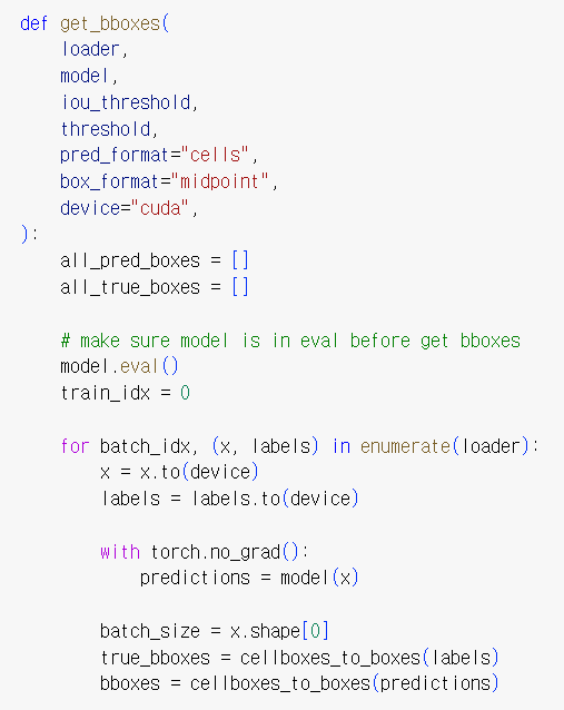 def get_bboxes(
    loader,
    model,
    iou_threshold,
    threshold,
    pred_format="cells",
    box_format="midpoint",
    device="cuda",
):
    all_pred_boxes = []
    all_true_boxes = []

    # make sure model is in eval before get bboxes
    model.eval()
    train_idx = 0

    for batch_idx, (x, labels) in enumerate(loader):
        x = x.to(device)
        labels = labels.to(device)

        with torch.no_grad():
            predictions = model(x)

        batch_size = x.shape[0]
        true_bboxes = cellboxes_to_boxes(labels)
        bboxes = cellboxes_to_boxes(predictions)